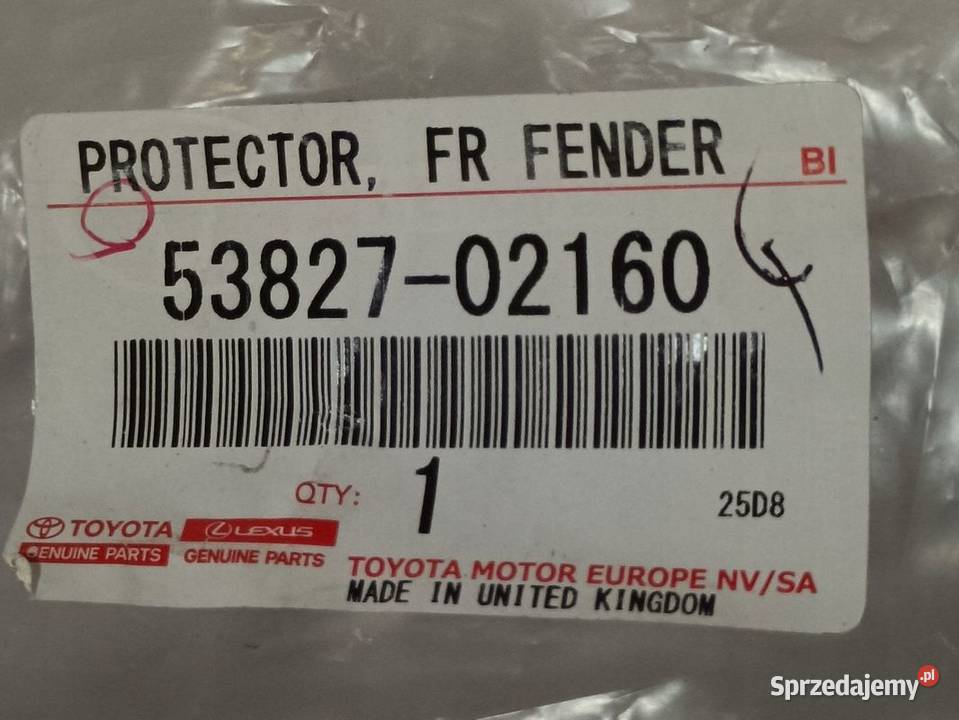 PROTECTOR, FR FENDER
BI
53827-02160
QTY: 1
25D8
TOYOTA LEXUS
GENUINE PARTS GENUINE PARTS
TOYOTA MOTOR EUROPE NV/SA
MADE IN UNITED KINGDOM
Sprzedajemy.pl